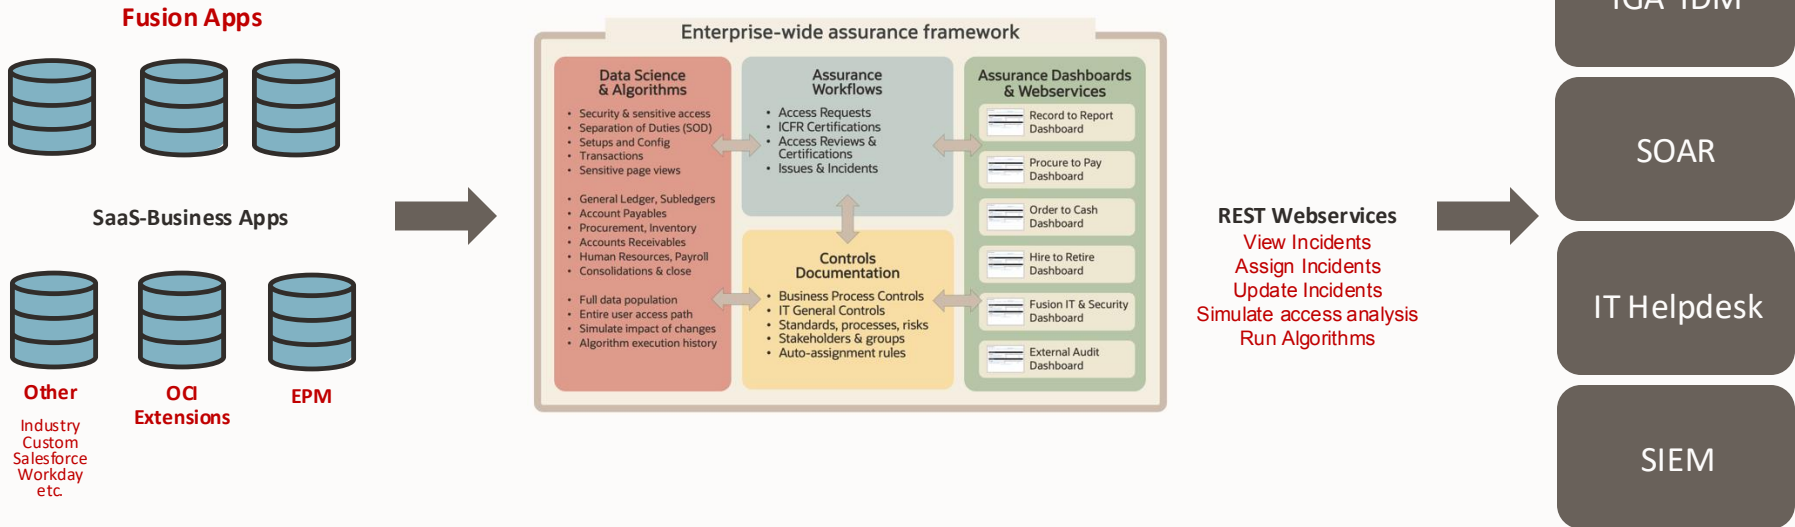 Fusion Apps
SaaS-Business Apps
Other
Industry
Custom
Salesforce
Workday
etc.
OCI
Extensions
EPM
Enterprise-wide assurance framework
Data Science
& Algorithms
• Security & sensitive access
• Separation of Duties (SOD)
• Setups and Config
• Transactions
• Sensitive page views
• General Ledger, Subledgers
• Account Payables
• Procurement, Inventory
• Accounts Receivables
• Human Resources, Payroll
• Consolidations & close
• Full data population
• Entire user access path
• Simulate impact of changes
• Algorithm execution history
Assurance
Workflows
• Access Requests
• ICFR Certifications
• Access Reviews &
Certifications
• Issues & Incidents
Controls
Documentation
• Business Process Controls
• IT General Controls
• Standards, processes, risks
• Stakeholders & groups
• Auto-assignment rules
Assurance Dashboards
& Webservices
Record to Report
Dashboard
Procure to Pay
Dashboard
Order to Cash
Dashboard
Hire to Retire
Dashboard
Fusion IT & Security
Dashboard
External Audit
Dashboard
REST Webservices
View Incidents
Assign Incidents
Update Incidents
Simulate access analysis
Run Algorithms
IGA IDM
SOAR
IT Helpdesk
SIEM